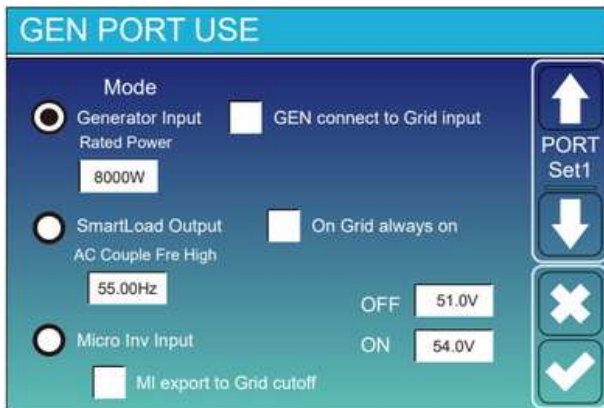 GEN PORT USE
Mode
Generator Input
GEN connect to Grid input
Rated Power
8000W
PORT
Set1
SmartLoad Output
On Grid always on
AC Couple Fre High
55.00Hz
OFF 51.0V
Micro Inv Input
ON 54.0V
MI export to Grid cutoff